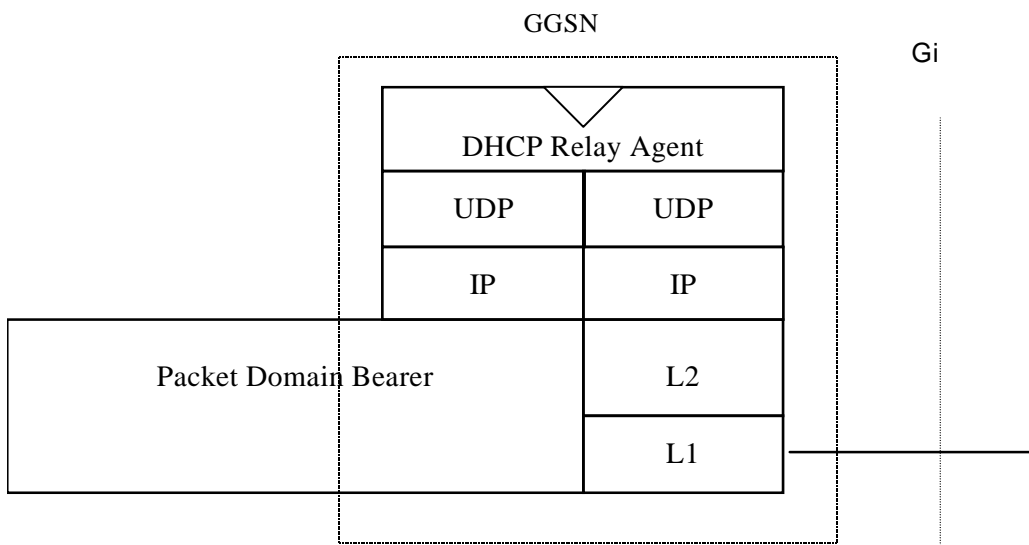 GGSN
Gi
DHCP Relay Agent
UDP UDP
IP IP
Packet Domain Bearer L2
L1